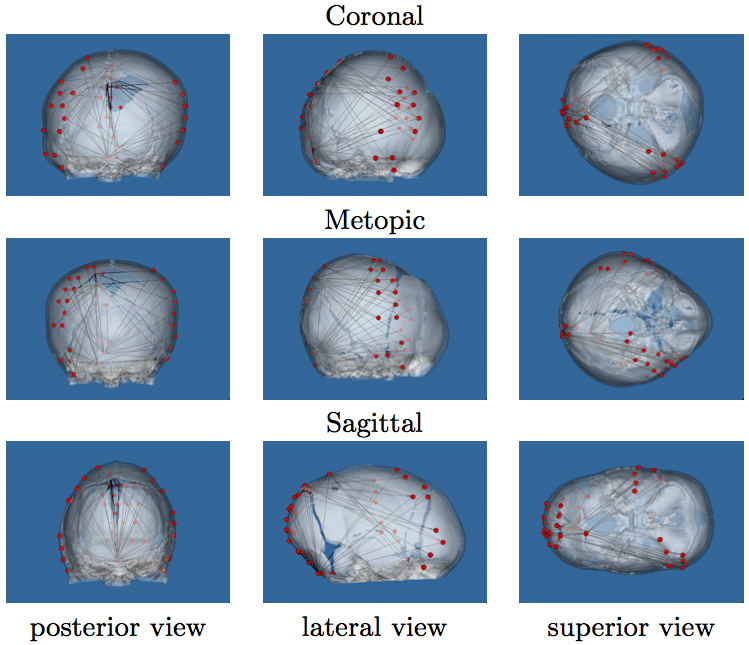 Coronal
Metopic
Sagittal
posterior view lateral view superior view